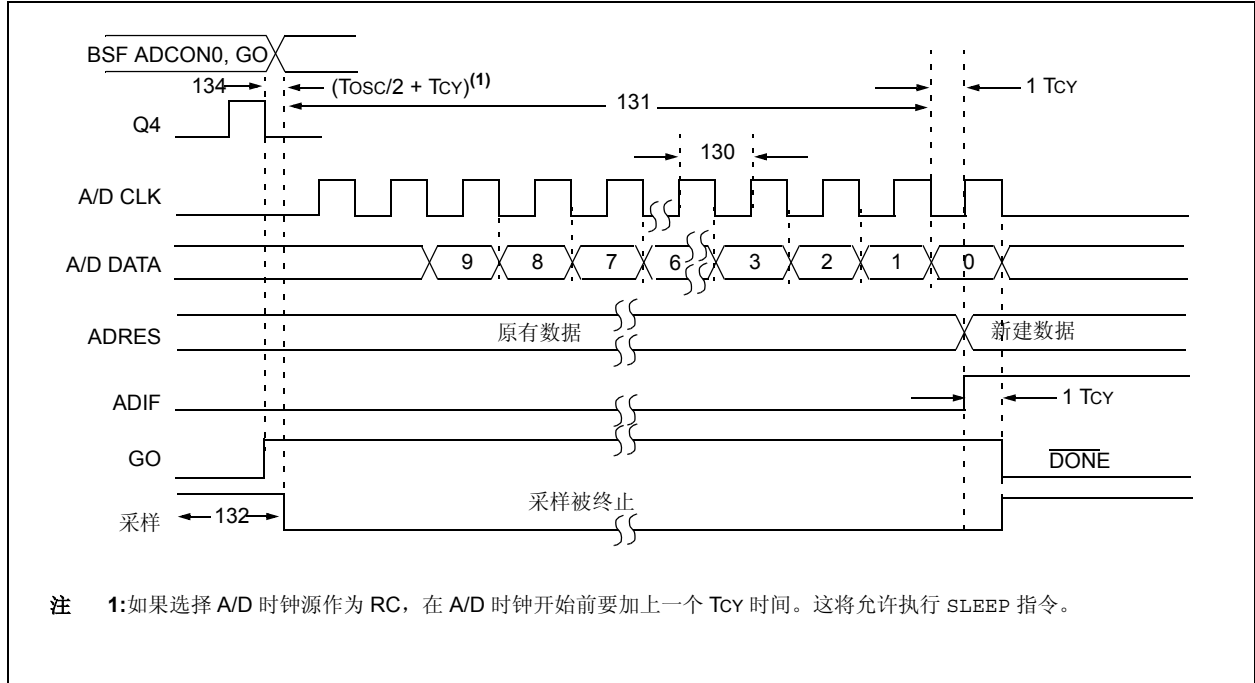 BSF ADCON0, GO
134 (TOSC/2 + TCY)(1) 1 TCY
131
Q4
130
A/D CLK
A/D DATA 9 8 7 6 3 2 1 0
ADRES 原有数据 新建数据
ADIF 1 TCY
GO DONE
采样被终止
采样 132
注 1:如果选择 A/D 时钟源作为 RC，在 A/D 时钟开始前要加上一个 TCY 时间。这将允许执行 SLEEP 指令。